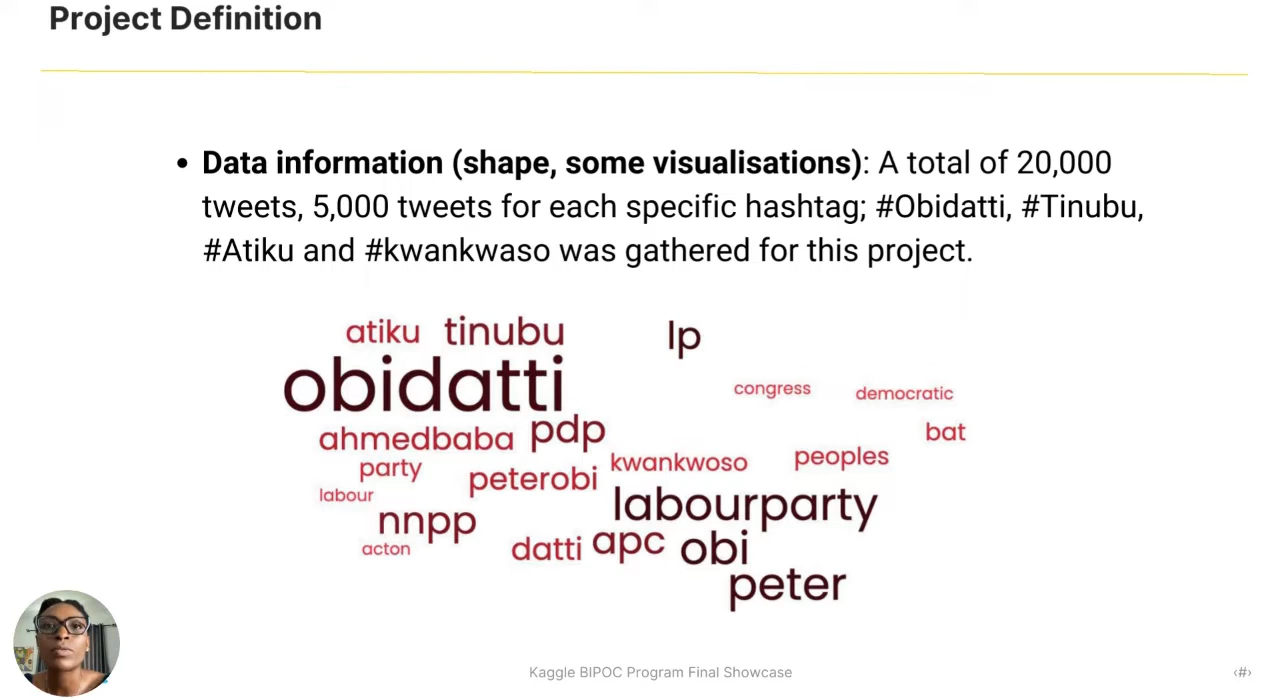 Project Definition
• Data information (shape, some visualisations): A total of 20,000
tweets, 5,000 tweets for each specific hashtag; #Obidatti, #Tinubu,
#Atiku and #kwankwaso was gathered for this project.
atiku tinubu lp
obidatti
congress democratic
ahmedbaba pdp bat
party peterobi kwankwoso peoples
labour labourparty
nnpp
acton datti apc obi
peter
Kaggle BIPOC Program Final Showcase ‹#›